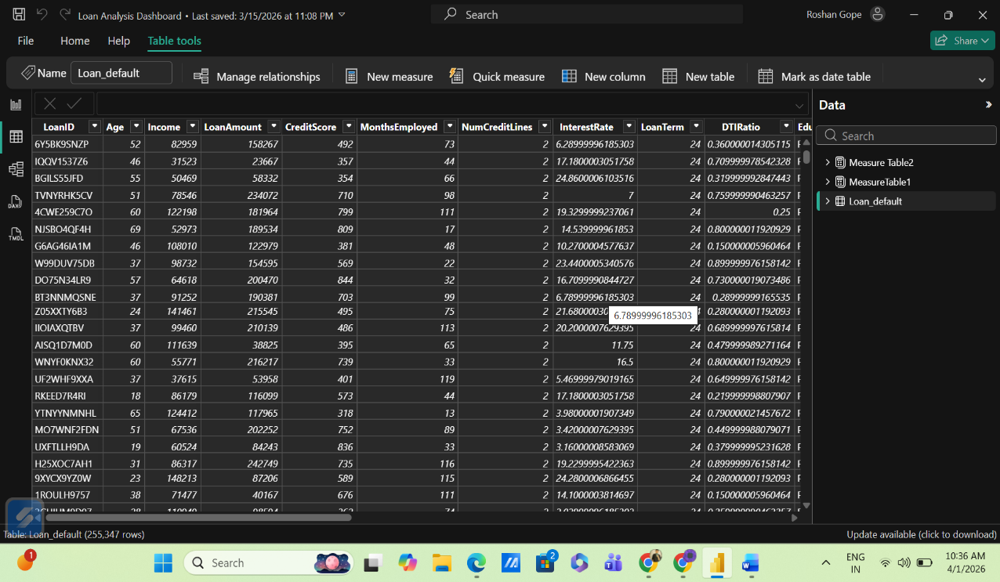 Loan Analysis Dashboard • Last saved: 3/15/2026 at 11:08 PM
Search
Roshan Gope
File Home Help Table tools
Share
Name Loan_default
Manage relationships
New measure
Quick measure
New column
New table
Mark as date table
Data
Search
Measure Table2
MeasureTable1
Loan_default
DAX
TMDL
LoanID Age Income LoanAmount CreditScore MonthsEmployed NumCreditLines InterestRate LoanTerm DTIRatio Edu
6Y5BK9SNZP 52 82959 158267 492 73 2 6.28999996185303 24 0.360000014305115
IQQV1537Z6 46 31523 23667 357 44 2 17.1800003051758 24 0.709999978542328
BGILS55JFD 55 50469 58332 354 66 2 24.8600006103516 24 0.319999992847443
TVNYRHK5CV 51 78546 234072 710 98 2 7 24 0.759999990463257
4CWE259C7O 60 122198 181964 799 111 2 19.3299999237061 24 0.25
NJSBO4QF4H 69 52973 189534 809 17 2 14.539999961853 24 0.800000011920929
G6AG46IA1M 46 108010 122979 381 48 2 10.2700004577637 24 0.150000005960464
W99DUV75DB 37 98732 154595 569 22 2 23.4400005340576 24 0.899999976158142
DO75N34LR9 57 64618 200470 844 32 2 16.7099990844727 24 0.730000019073486
BT3NNMQSNE 37 91252 190381 703 99 2 6.78999996185303 24 0.28999999165535
Z05XXTY6B3 24 141461 215545 495 75 2 21.68000030 0.280000001192093
6.78999996185303
IIOIAXQTBV 37 99460 210139 486 113 2 20.2000007629395 24 0.689999997615814
AISQ1D7M0D 60 111639 38825 395 65 2 11.75 24 0.479999989271164
WNYF0KNX32 60 55771 216217 739 33 2 16.5 24 0.800000011920929
UF2WHF9XXA 37 37615 53958 401 119 2 5.46999979019165 24 0.649999976158142
RKEED7R4RI 18 86179 116099 573 44 2 17.1800003051758 24 0.219999998807907
YTNYYNMNHL 65 124412 117965 318 13 2 3.98000001907349 24 0.790000021457672
MO7WNF2FDN 51 67536 202252 752 89 2 3.42000007629395 24 0.449999988079071
UXFTLLH9DA 19 60524 84243 836 33 2 3.16000008583069 24 0.379999995231628
H25XOC7AH1 31 86317 242749 735 116 2 19.2299995422363 24 0.899999976158142
9XYCX9YZ0W 23 148213 87206 589 115 2 24.2800006866455 24 0.280000001192093
1ROULH9757 38 71477 40167 676 111 2 14.1000003814697 24 0.150000005960464
Table: Loan_default (255,347 rows)
Update available (click to download)
1
Search
2
ENG
IN
10:36 AM
4/1/2026